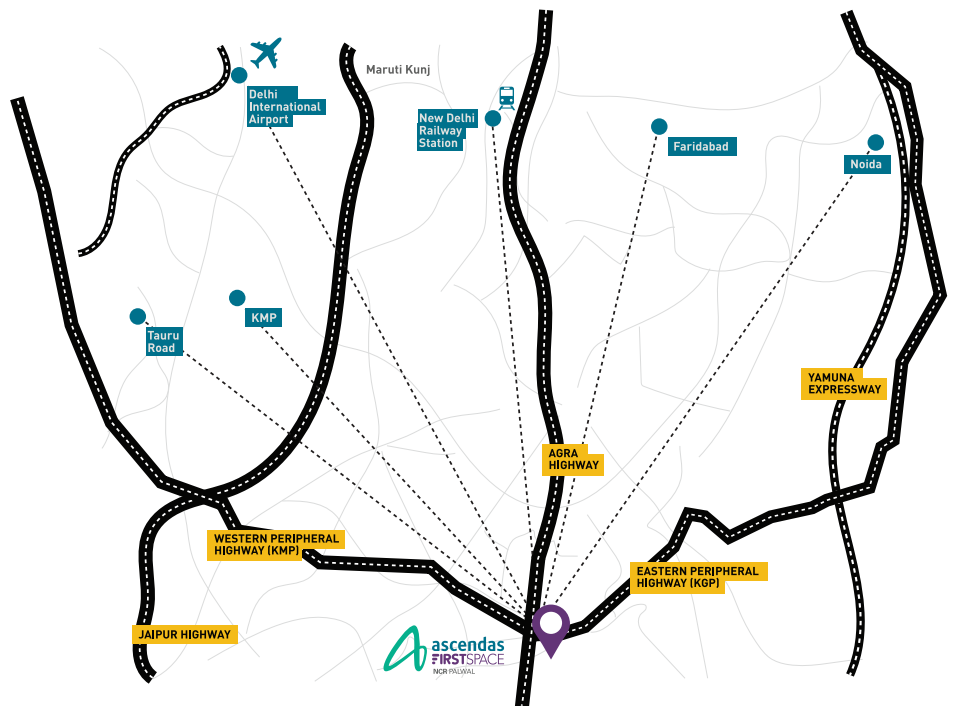 Maruti Kunj
Delhi
International
Airport
New Delhi
Railway
Station
Faridabad
Noida
KMP
Tauru
Road
YAMUNA
EXPRESSWAY
AGRA
HIGHWAY
WESTERN PERIPHERAL
HIGHWAY (KMP)
EASTERN PERIPHERAL
HIGHWAY (KGP)
JAIPUR HIGHWAY
ascendas
FIRSTSPACE
NCR PALWAL